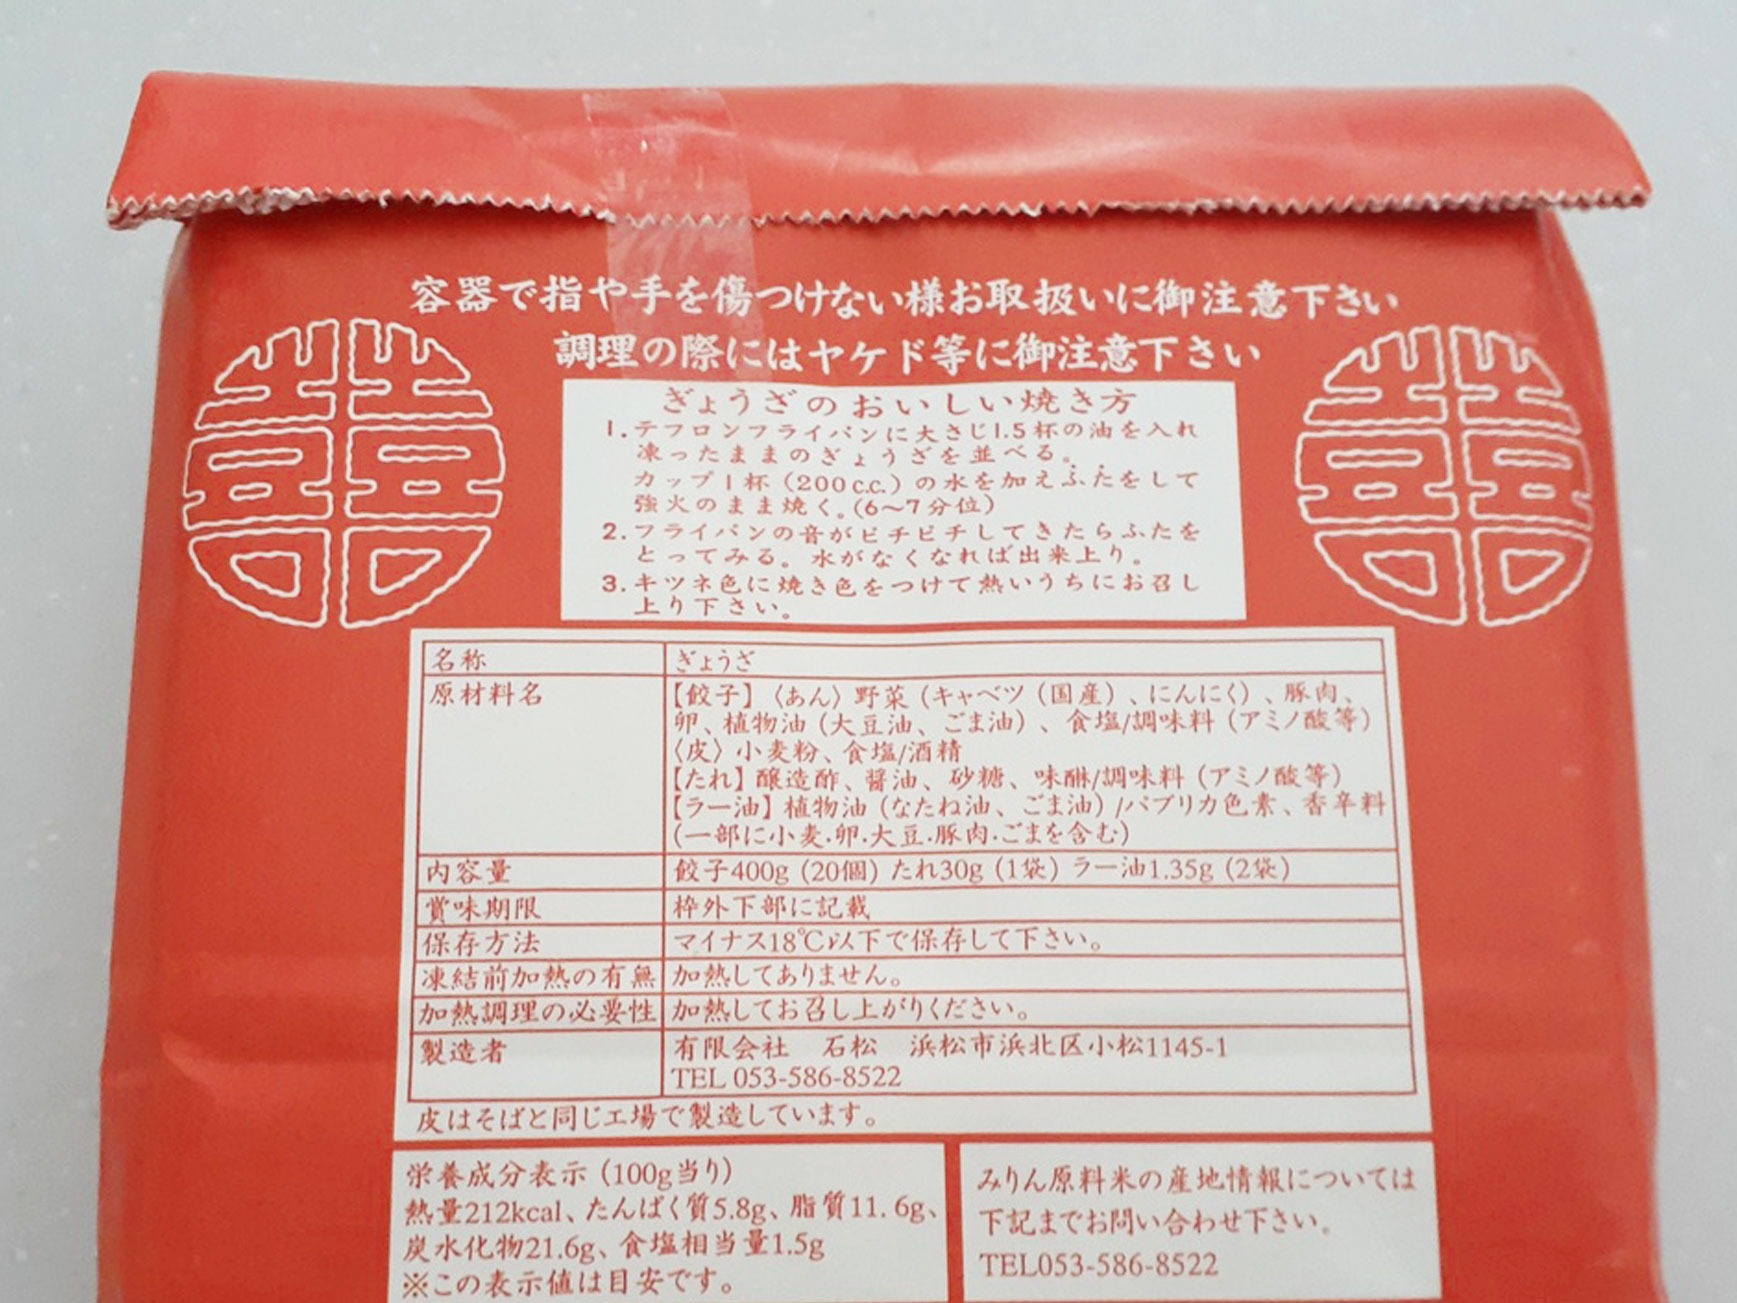 容器で指や手を傷つけない様お取扱いに御注意下さい
調理の際にはヤケド等に御注意下さい
ぎょうざのおいしい焼き方
1.テフロンフライパンに大さじ1.5杯の油を入れ
凍ったままのぎょうざを並べる。
カップ1杯(200c.c.)の水を加えふたをして
強火のまま焼く。(6〜7分位)
2.フライパンの音がピチピチしてきたらふたを
とってみる。水がなくなれば出来上り。
3.キツネ色に焼き色をつけて熱いうちにお召し
上り下さい。
名称 ぎょうざ
原材料名 【餃子】〈あん〉野菜(キャベツ(国産)、にんにく)、豚肉、
卵、植物油(大豆油、ごま油)、食塩/調味料(アミノ酸等)
〈皮〉小麦粉、食塩/酒精
【たれ】醸造酢、醤油、砂糖、味醂/調味料(アミノ酸等)
【ラー油】植物油(なたね油、ごま油)/パプリカ色素、香辛料
(一部に小麦・卵・大豆・豚肉・ごまを含む)
内容量 餃子400g(20個)たれ30g(1袋)ラー油1.35g(2袋)
賞味期限 枠外下部に記載
保存方法 マイナス18℃以下で保存して下さい。
凍結前加熱の有無 加熱してありません。
加熱調理の必要性 加熱してお召し上がりください。
製造者 有限会社 石松 浜松市浜北区小松1145-1
TEL 053-586-8522
皮はそばと同じ工場で製造しています。
栄養成分表示(100g当り)
熱量212kcal、たんぱく質5.8g、脂質11.6g、
炭水化物21.6g、食塩相当量1.5g
※この表示値は目安です。
みりん原料米の産地情報については
下記までお問い合わせ下さい。
TEL053-586-8522